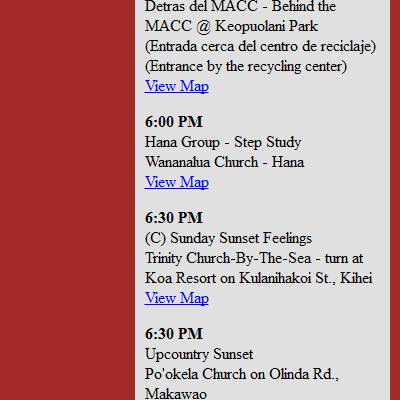 Detras del MACC - Behind the
MACC @ Keopuolani Park
(Entrada cerca del centro de reciclaje)
(Entrance by the recycling center)
View Map
6:00 PM
Hana Group - Step Study
Wananalua Church - Hana
View Map
6:30 PM
(C) Sunday Sunset Feelings
Trinity Church-By-The-Sea - turn at
Koa Resort on Kulanihakoi St., Kihei
View Map
6:30 PM
Upcountry Sunset
Po'okela Church on Olinda Rd.,
Makawao